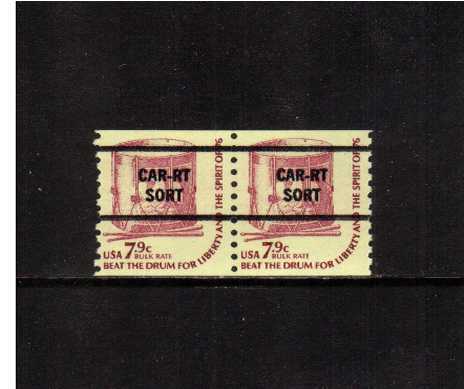 CAR-RT
SORT
USA 7.9c
BULK RATE
BEAT THE DRUM FOR LIBERTY AND THE SPIRIT OF 76
CAR-RT
SORT
USA 7.9c
BULK RATE
BEAT THE DRUM FOR LIBERTY AND THE SPIRIT OF 76